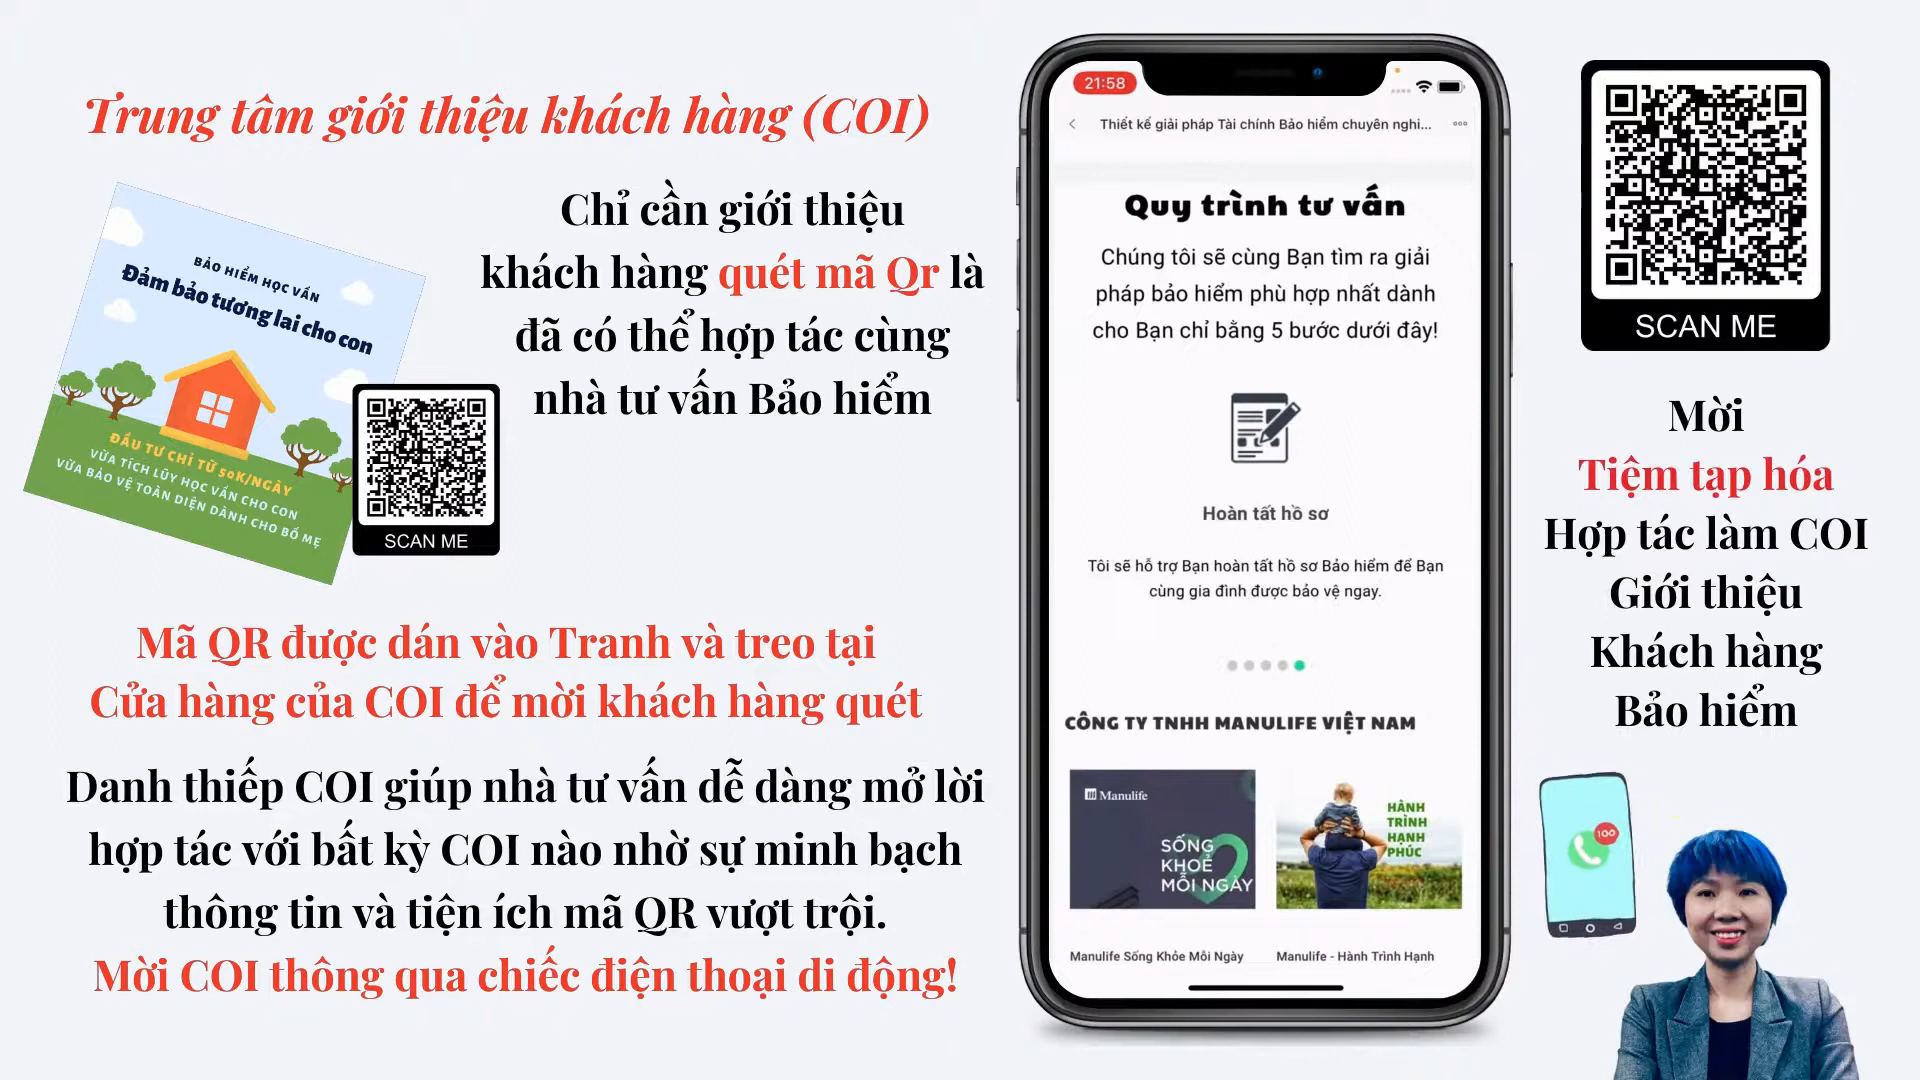 Trung tâm giới thiệu khách hàng (COI)
Chỉ cần giới thiệu
khách hàng quét mã Qr là
đã có thể hợp tác cùng
nhà tư vấn Bảo hiểm
BẢO HIỂM HỌC VẤN
Đảm bảo tương lai cho con
ĐẦU TƯ CHỈ TỪ 50K/NGÀY
VỪA TÍCH LŨY HỌC VẤN CHO CON
VỪA BẢO VỆ TOÀN DIỆN DÀNH CHO BỐ MẸ
SCAN ME
Mã QR được dán vào Tranh và treo tại
Cửa hàng của COI để mời khách hàng quét
Danh thiếp COI giúp nhà tư vấn dễ dàng mở lời
hợp tác với bất kỳ COI nào nhờ sự minh bạch
thông tin và tiện ích mã QR vượt trội.
Mời COI thông qua chiếc điện thoại di động!
21:58
Thiết kế giải pháp Tài chính Bảo hiểm chuyên nghi...
Quy trình tư vấn
Chúng tôi sẽ cùng Bạn tìm ra giải
pháp bảo hiểm phù hợp nhất dành
cho Bạn chỉ bằng 5 bước dưới đây!
Hoàn tất hồ sơ
Tôi sẽ hỗ trợ Bạn hoàn tất hồ sơ Bảo hiểm để Bạn
cùng gia đình được bảo vệ ngay.
CÔNG TY TNHH MANULIFE VIỆT NAM
Manulife
SỐNG
KHOẺ
MỖI NGÀY
HÀNH
TRÌNH
HẠNH
PHÚC
Manulife Sống Khỏe Mỗi Ngày
Manulife - Hành Trình Hạnh
SCAN ME
Mời
Tiệm tạp hóa
Hợp tác làm COI
Giới thiệu
Khách hàng
Bảo hiểm
100